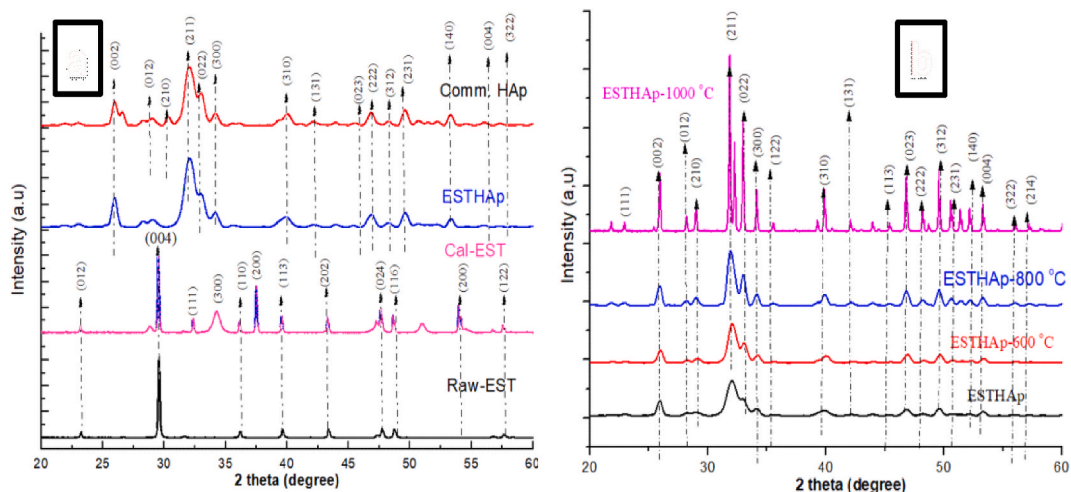 a
(002)
(012)
(210)
(211)
(022)
(300)
(310)
(131)
(023)
(222)
(312)
(231)
(140)
(004)
(322)
Comm. HAp
ESTHAp
Cal-EST
(004)
(012)
(111)
(300)
(110)
(200)
(113)
(202)
(024)
(116)
(200)
(122)
Raw-EST
Intensity (a.u)
20 25 30 35 40 45 50 55 60
2 theta (degree)
b
ESTHAp-1000 °C
(111)
(002)
(012)
(210)
(211)
(022)
(300)
(122)
(310)
(131)
(113)
(023)
(222)
(312)
(231)
(140)
(004)
(322)
(214)
ESTHAp-800 °C
ESTHAp-600 °C
ESTHAp
Intensity (a.u)
20 30 40 50 60
2 theta (degree)